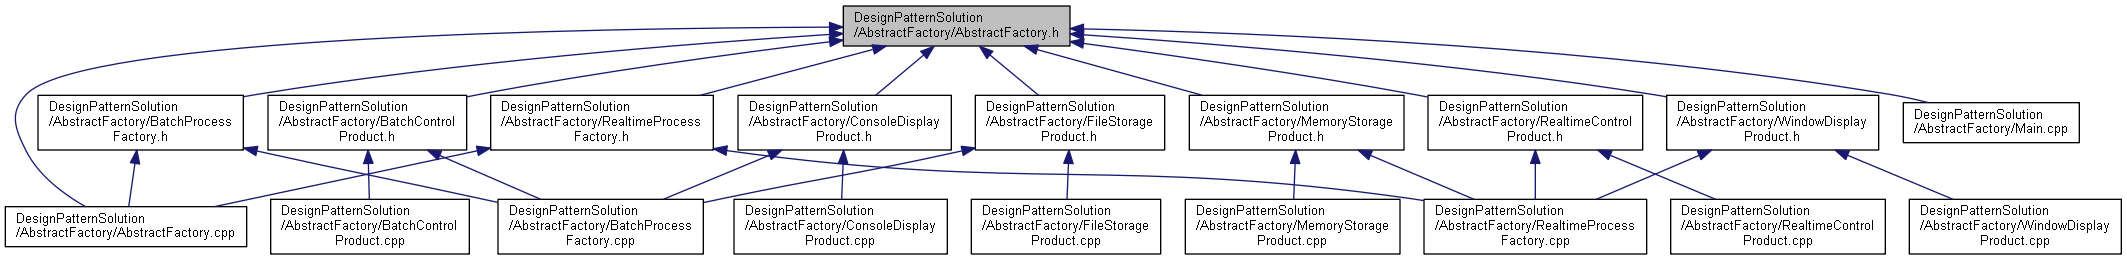 DesignPatternSolution
/AbstractFactory/AbstractFactory.h
DesignPatternSolution
/AbstractFactory/BatchProcess
Factory.h
DesignPatternSolution
/AbstractFactory/BatchControl
Product.h
DesignPatternSolution
/AbstractFactory/RealtimeProcess
Factory.h
DesignPatternSolution
/AbstractFactory/ConsoleDisplay
Product.h
DesignPatternSolution
/AbstractFactory/FileStorage
Product.h
DesignPatternSolution
/AbstractFactory/MemoryStorage
Product.h
DesignPatternSolution
/AbstractFactory/RealtimeControl
Product.h
DesignPatternSolution
/AbstractFactory/WindowDisplay
Product.h
DesignPatternSolution
/AbstractFactory/Main.cpp
DesignPatternSolution
/AbstractFactory/AbstractFactory.cpp
DesignPatternSolution
/AbstractFactory/BatchControl
Product.cpp
DesignPatternSolution
/AbstractFactory/BatchProcess
Factory.cpp
DesignPatternSolution
/AbstractFactory/ConsoleDisplay
Product.cpp
DesignPatternSolution
/AbstractFactory/FileStorage
Product.cpp
DesignPatternSolution
/AbstractFactory/MemoryStorage
Product.cpp
DesignPatternSolution
/AbstractFactory/RealtimeProcess
Factory.cpp
DesignPatternSolution
/AbstractFactory/RealtimeControl
Product.cpp
DesignPatternSolution
/AbstractFactory/WindowDisplay
Product.cpp